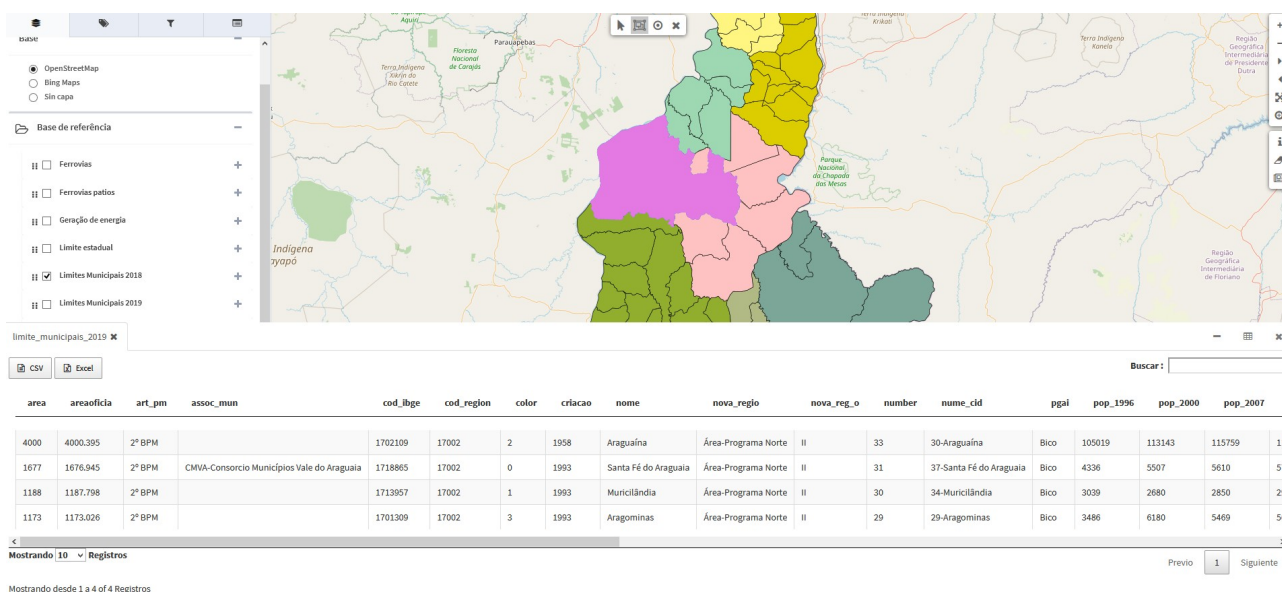 Base
OpenStreetMap
Bing Maps
Sin capa
Base de referência
Ferrovias
Ferrovias patios
Geração de energia
Limite estadual
Limites Municipais 2018
Limites Municipais 2019
Aquiri
Parauapebas
Floresta
Nacional
de Carajás
Terra Indígena
Xikrin do
Rio Catete
Indígena
ayapó
Krikati
Terra Indígena
Kanela
Região
Geográfica
Intermediária
de Presidente
Dutra
Parque
Nacional
da Chapada
das Mesas
Região
Geográfica
Intermediária
de Floriano
limite_municipais_2019
CSV Excel Buscar :
area areaoficia art_pm assoc_mun cod_ibge cod_region color criacao nome nova_regio nova_reg_o number nume_cid pgai pop_1996 pop_2000 pop_2007
4000 4000.395 2º BPM 1702109 17002 2 1958 Araguaína Área-Programa Norte II 33 30-Araguaína Bico 105019 113143 115759 1
1677 1676.945 2º BPM CMVA-Consorcio Municípios Vale do Araguaia 1718865 17002 0 1993 Santa Fé do Araguaia Área-Programa Norte II 31 37-Santa Fé do Araguaia Bico 4336 5507 5610 5
1188 1187.798 2º BPM 1713957 17002 1 1993 Muricilândia Área-Programa Norte II 30 34-Muricilândia Bico 3039 2680 2850 2
1173 1173.026 2º BPM 1701309 17002 3 1993 Aragominas Área-Programa Norte II 29 29-Aragominas Bico 3486 6180 5469 5
Mostrando 10 Registros
Previo 1 Siguiente
Mostrando desde 1 a 4 of 4 Registros